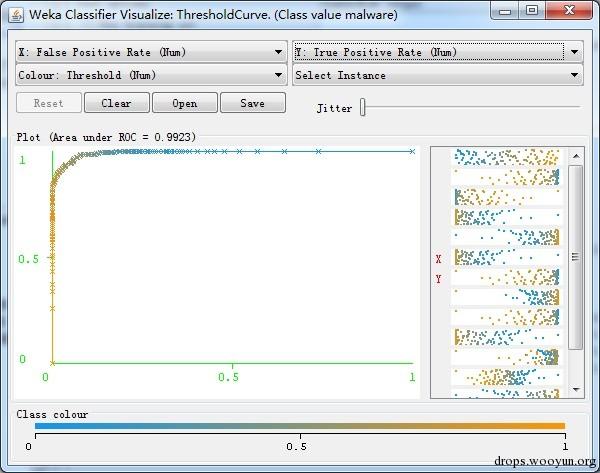 Weka Classifier Visualize: ThresholdCurve. (Class value malware)
X: False Positive Rate (Num)
Y: True Positive Rate (Num)
Colour: Threshold (Num)
Select Instance
Reset
Clear
Open
Save
Jitter
Plot (Area under ROC = 0.9923)
1
0.5
0
0
0.5
1
X
Y
Class colour
0
0.5
1
drops.wooyun.org